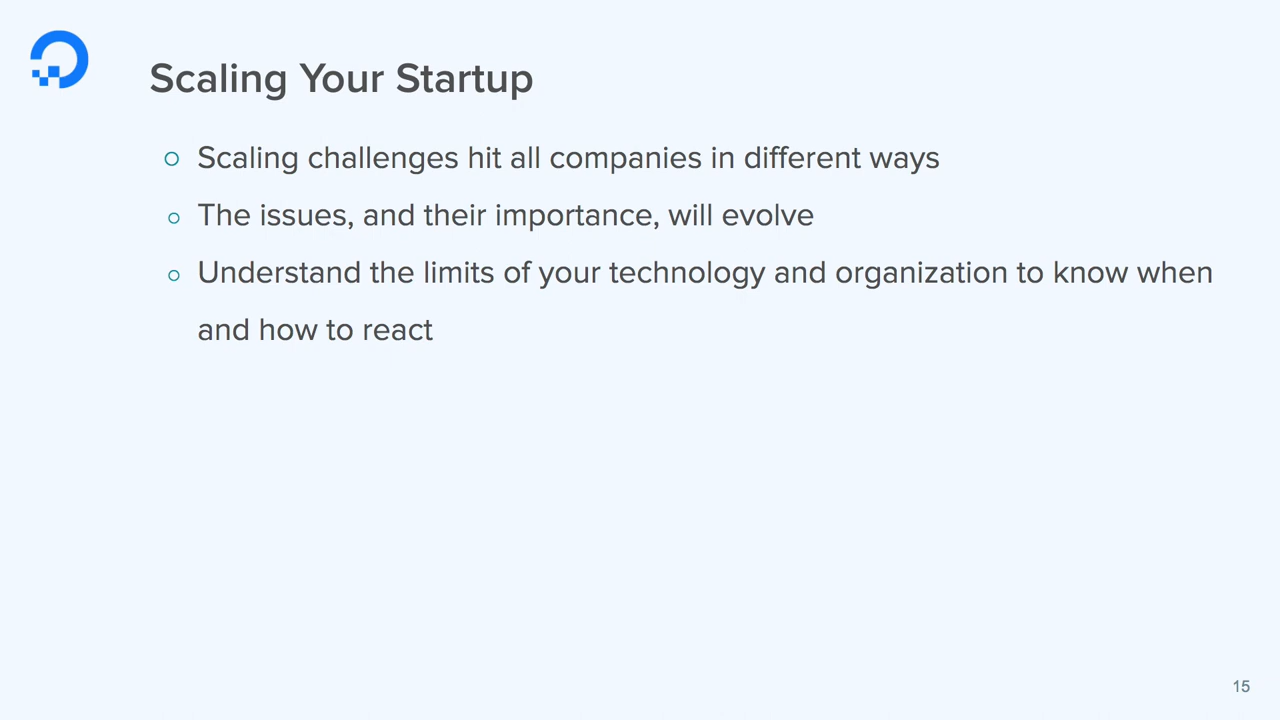 Scaling Your Startup
Scaling challenges hit all companies in different ways
The issues, and their importance, will evolve
Understand the limits of your technology and organization to know when
and how to react
15